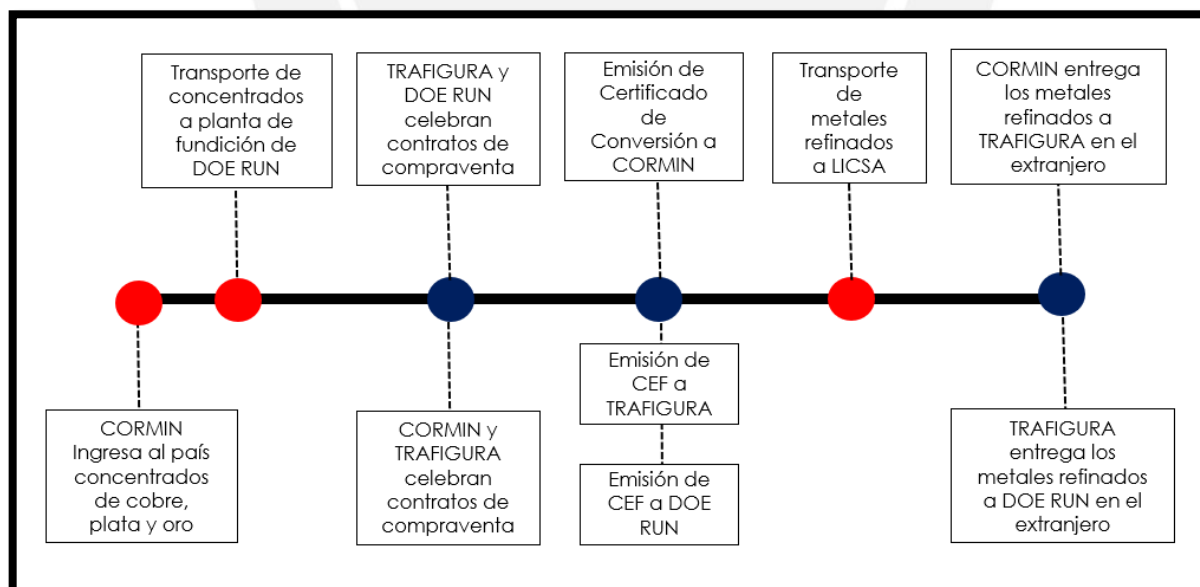 Transporte de
concentrados
a planta de
fundición de
DOE RUN
TRAFIGURA y
DOE RUN
celebran
contratos de
compraventa
Emisión de
Certificado
de
Conversión a
CORMIN
Transporte
de
metales
refinados
a LICSA
CORMIN entrega
los metales
refinados a
TRAFIGURA en el
extranjero
CORMIN
Ingresa al país
concentrados
de cobre,
plata y oro
CORMIN y
TRAFIGURA
celebran
contratos de
compraventa
Emisión de
CEF a
TRAFIGURA
Emisión de
CEF a DOE
RUN
TRAFIGURA
entrega los
metales refinados
a DOE RUN en el
extranjero